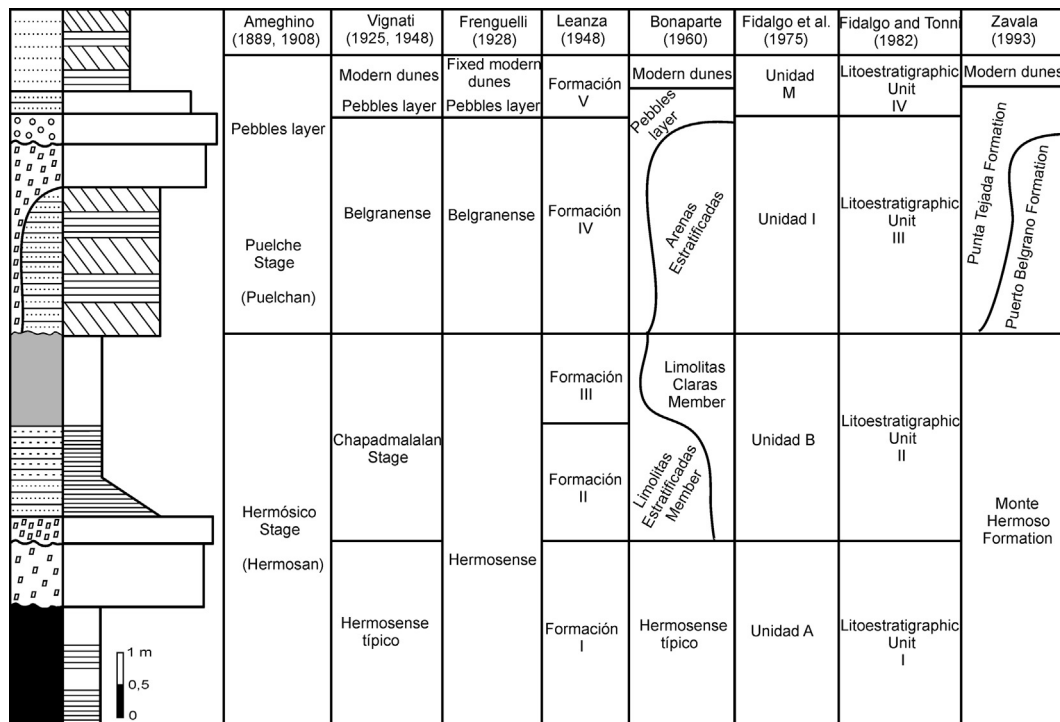 Ameghino
(1889, 1908)
Vignati
(1925, 1948)
Frenguelli
(1928)
Leanza
(1948)
Bonaparte
(1960)
Fidalgo et al.
(1975)
Fidalgo and Tonni
(1982)
Zavala
(1993)
Pebbles layer
Puelche
Stage
(Puelchan)
Hermósico
Stage
(Hermosan)
Modern dunes
Pebbles layer
Belgranense
Chapadmalalan
Stage
Hermosense
típico
Fixed modern
dunes
Pebbles layer
Belgranense
Hermosense
Formación
V
Formación
IV
Formación
III
Formación
II
Formación
I
Modern dunes
Pebbles
layer
Arenas
Estratificadas
Limolitas
Claras
Member
Limolitas
Estratificadas
Member
Hermosense
típico
Unidad
M
Unidad I
Unidad B
Unidad A
Litoestratigraphic
Unit
IV
Litoestratigraphic
Unit
III
Litoestratigraphic
Unit
II
Litoestratigraphic
Unit
I
Modern dunes
Punta Tejada Formation
Puerto Belgrano Formation
Monte
Hermoso
Formation
1 m
0,5
0